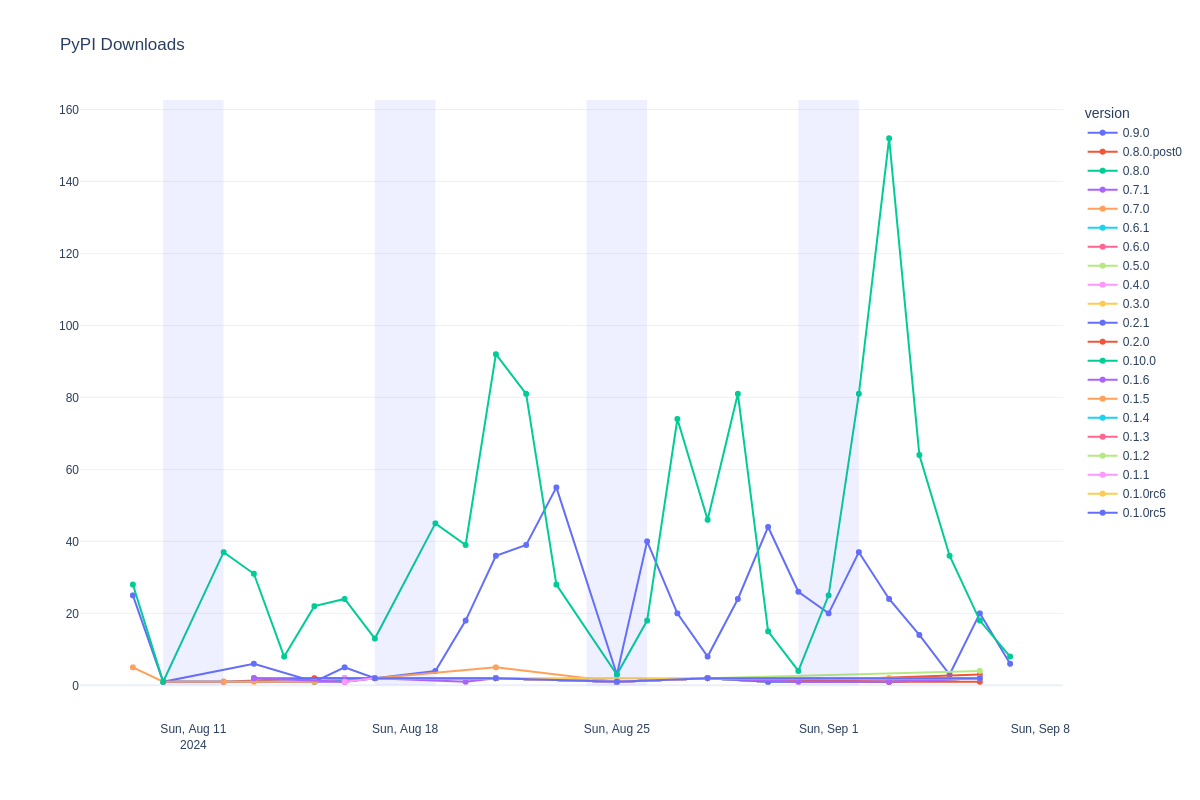 PyPI Downloads
160
140
120
100
80
60
40
20
0
Sun, Aug 11
2024
Sun, Aug 18
Sun, Aug 25
Sun, Sep 1
Sun, Sep 8
version
0.9.0
0.8.0.post0
0.8.0
0.7.1
0.7.0
0.6.1
0.6.0
0.5.0
0.4.0
0.3.0
0.2.1
0.2.0
0.10.0
0.1.6
0.1.5
0.1.4
0.1.3
0.1.2
0.1.1
0.1.0rc6
0.1.0rc5